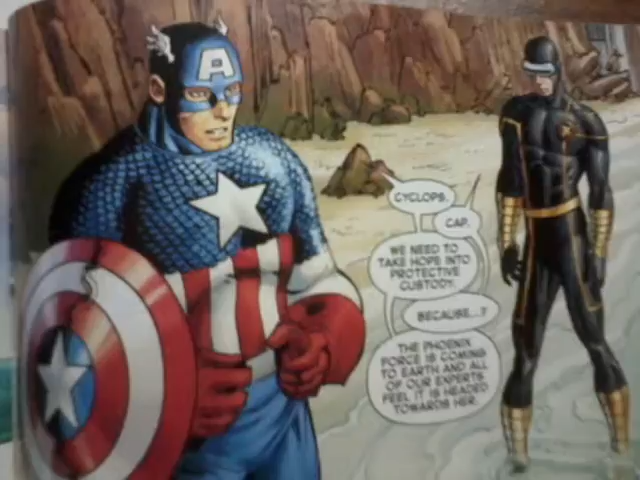 A
CYCLOPS.
CAP.
WE NEED TO
TAKE HOPE INTO
PROTECTIVE
CUSTODY.
BECAUSE...?
THE PHOENIX
FORCE IS COMING
TO EARTH AND ALL
OF OUR EXPERTS
FEEL IT IS HEADED
TOWARDS HER.